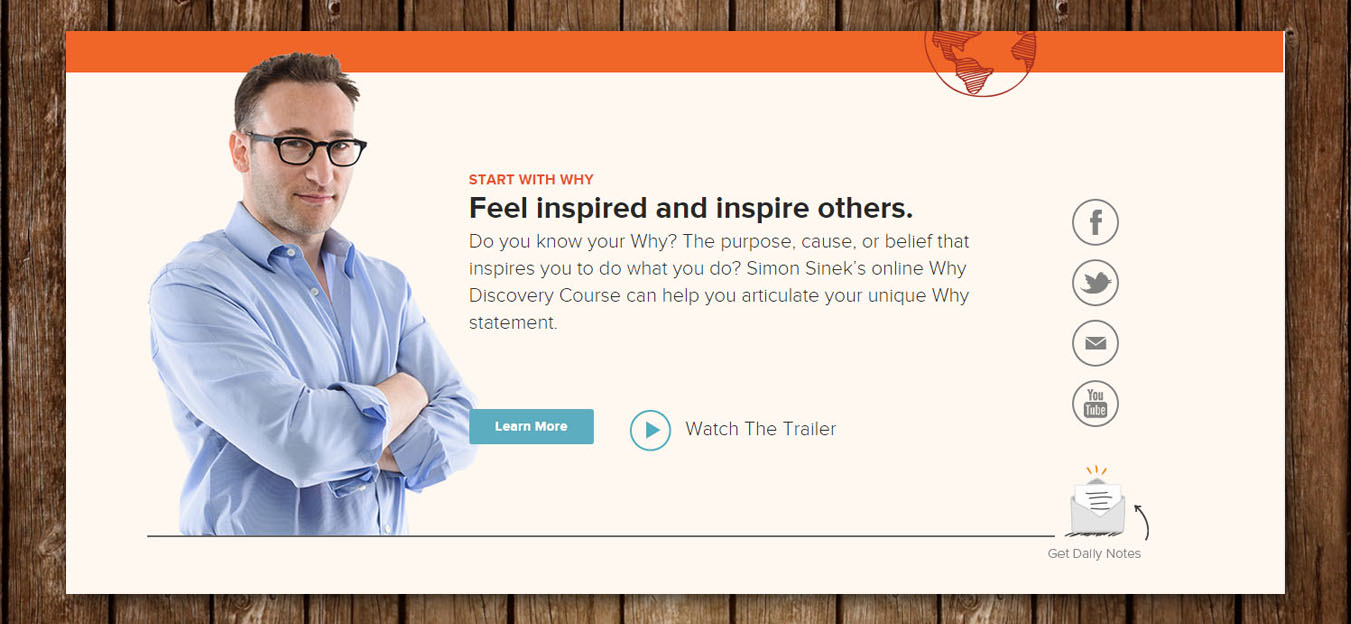 START WITH WHY
Feel inspired and inspire others.
Do you know your Why? The purpose, cause, or belief that
inspires you to do what you do? Simon Sinek’s online Why
Discovery Course can help you articulate your unique Why
statement.
Learn More
Watch The Trailer
f
You
Tube
Get Daily Notes